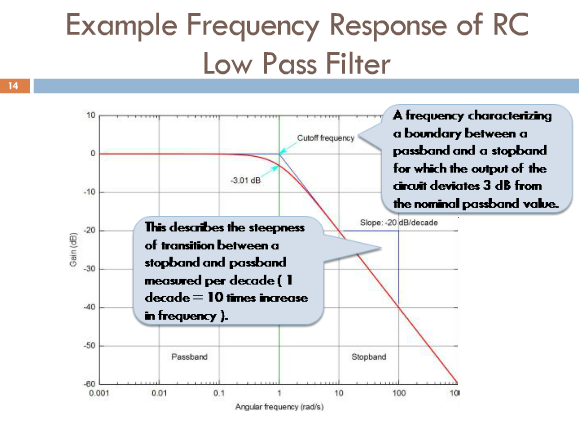 Example Frequency Response of RC
Low Pass Filter
14
A frequency characterizing
a boundary between a
passband and a stopband
for which the output of the
circuit deviates 3 dB from
the nominal passband value.
This describes the steepness
of transition between a
stopband and passband
measured per decade ( 1
decade = 10 times increase
in frequency ).
Cutoff frequency
-3.01 dB
Slope: -20 dB/decade
Passband
Stopband
Gain (dB)
10
0
-10
-20
-30
-40
-50
-60
0.001
0.01
0.1
1
10
100
Angular frequency (rad/s)